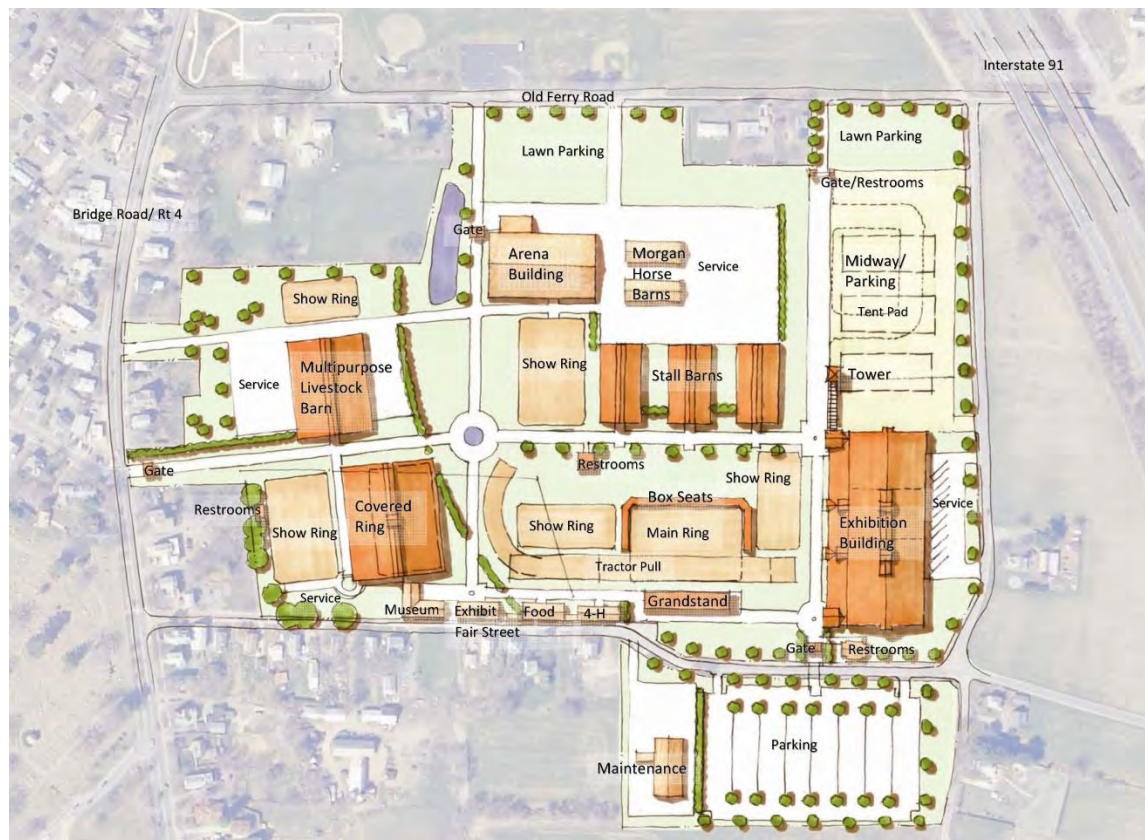 Interstate 91
Old Ferry Road
Lawn Parking
Lawn Parking
Gate/Restrooms
Bridge Road/ Rt 4
Gate
Arena
Building
Morgan
Horse
Barns
Service
Midway/
Parking
Tent Pad
Show Ring
Multipurpose
Livestock
Barn
Service
Show Ring
Stall Barns
Tower
Gate
Restrooms
Show Ring
Restrooms
Show Ring
Covered
Ring
Box Seats
Show Ring
Main Ring
Exhibition
Building
Service
Tractor Pull
Service
Museum
Exhibit
Food
4-H
Grandstand
Fair Street
Gate
Restrooms
Parking
Maintenance